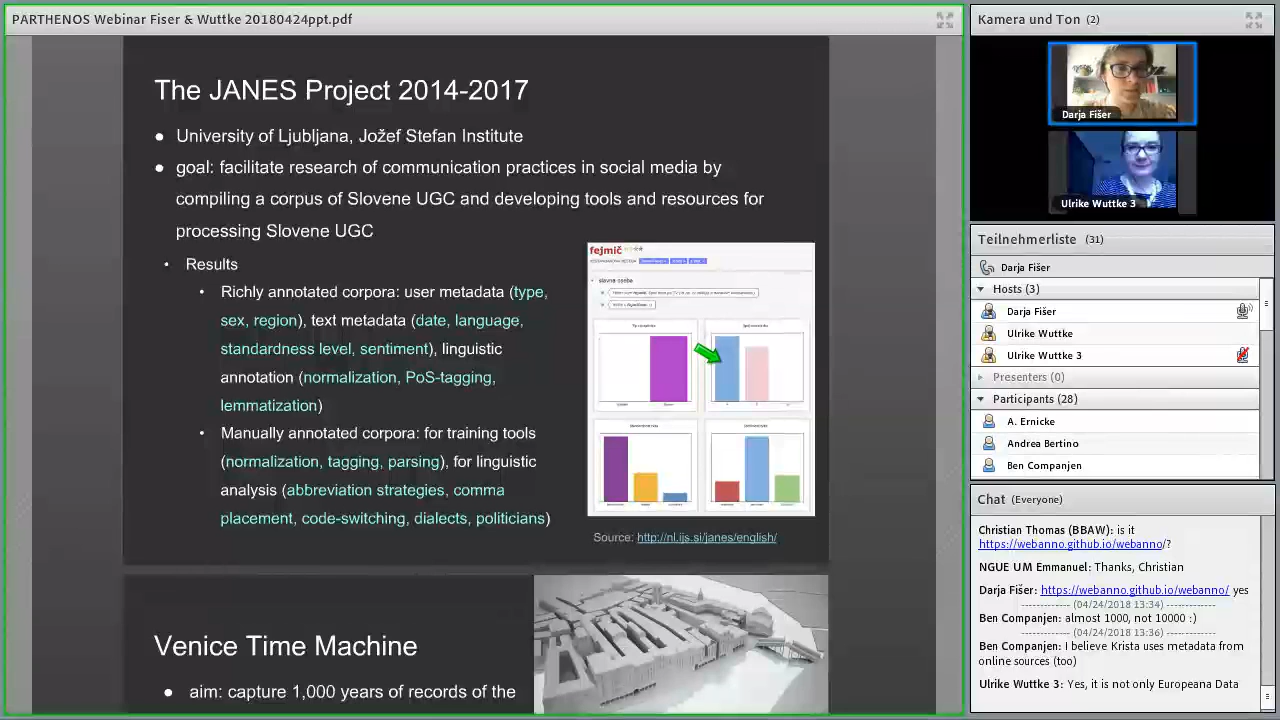 PARTHENOS Webinar Fiser & Wuttke 20180424ppt.pdf
The JANES Project 2014-2017
● University of Ljubljana, Jožef Stefan Institute
● goal: facilitate research of communication practices in social media by
compiling a corpus of Slovene UGC and developing tools and resources for
processing Slovene UGC
• Results
Richly annotated corpora: user metadata (type,
sex, region), text metadata (date, language,
standardness level, sentiment), linguistic
annotation (normalization, PoS-tagging,
lemmatization)
Manually annotated corpora: for training tools
(normalization, tagging, parsing), for linguistic
analysis (abbreviation strategies, comma
placement, code-switching, dialects, politicians)
fejmič
slavna oseba
Source: http://nl.ijs.si/janes/english/
Venice Time Machine
● aim: capture 1,000 years of records of the
Kamera und Ton (2)
Darja Fišer
Ulrike Wuttke 3
Teilnehmerliste (31)
Darja Fišer
Hosts (3)
Darja Fišer
Ulrike Wuttke
Ulrike Wuttke 3
Presenters (0)
Participants (28)
A. Ernicke
Andrea Bertino
Ben Companjen
Chat (Everyone)
Christian Thomas (BBAW): is it
https://webanno.github.io/webanno/?
NGUE UM Emmanuel: Thanks, Christian
Darja Fišer: https://webanno.github.io/webanno/ yes
------------- (04/24/2018 13:34) -------------
Ben Companjen: almost 1000, not 10000 :)
------------- (04/24/2018 13:36) -------------
Ben Companjen: I believe Krista uses metadata from
online sources (too)
Ulrike Wuttke 3: Yes, it is not only Europeana Data